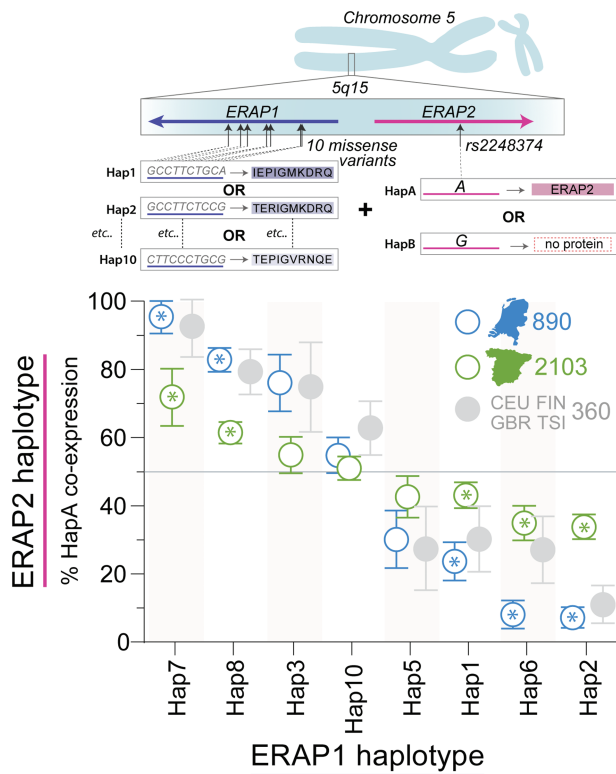 Chromosome 5
5q15
ERAP1
ERAP2
10 missense
variants
rs2248374
Hap1
GCCTTCTGCA
IEPIGMKDRQ
OR
Hap2
GCCTTCTCCG
TERIGMKDRQ
etc..
etc..
OR
etc..
Hap10
CTTCCCTGCG
TEPIGVRNQE
+
HapA
A
ERAP2
OR
HapB
G
no protein
ERAP2 haplotype
% HapA co-expression
100
80
60
40
20
0
890
2103
CEU FIN
GBR TSI
360
Hap7
Hap8
Hap3
Hap10
Hap5
Hap1
Hap6
Hap2
ERAP1 haplotype